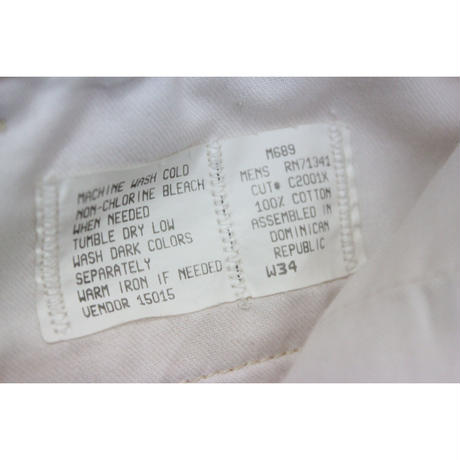 MACHINE WASH COLD
NON-CHLORINE BLEACH
WHEN NEEDED
TUMBLE DRY LOW
WASH DARK COLORS
SEPARATELY
WARM IRON IF NEEDED
VENDOR 15015
M689
MENS RN71341
CUT# C2001X
100% COTTON
ASSEMBLED IN
DOMINICAN
REPUBLIC
W34